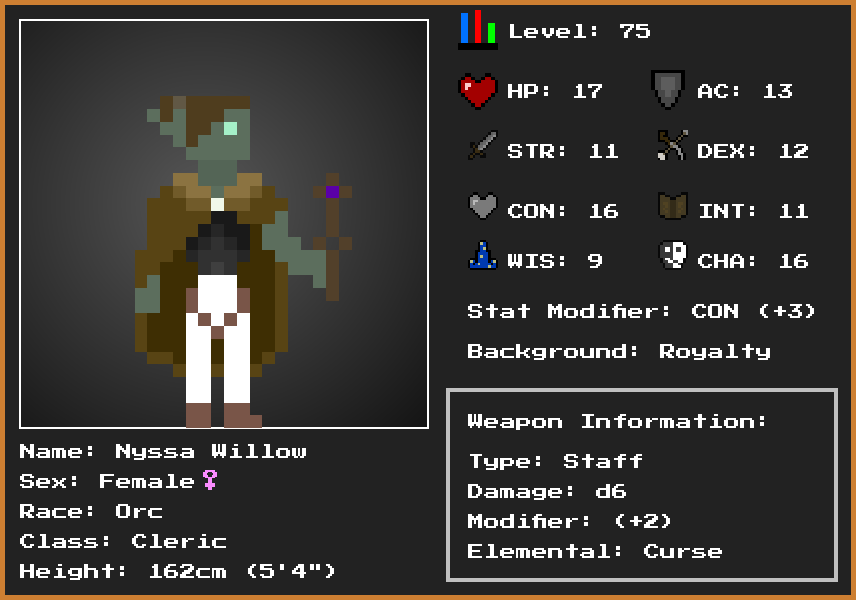 Level: 75
HP: 17
AC: 13
STR: 11
DEX: 12
CON: 16
INT: 11
WIS: 9
CHA: 16
Stat Modifier: CON (+3)
Background: Royalty
Weapon Information:
Type: Staff
Damage: d6
Modifier: (+2)
Elemental: Curse
Name: Nyssa Willow
Sex: Female♀
Race: Orc
Class: Cleric
Height: 162cm (5'4")